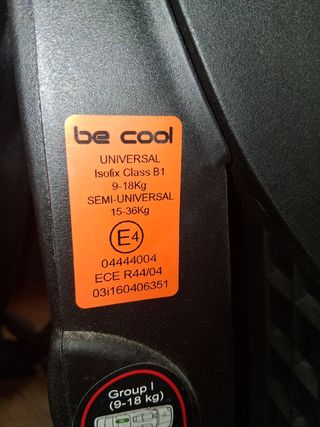 be cool
UNIVERSAL
Isofix Class B1
9-18Kg
SEMI-UNIVERSAL
15-36Kg
E4
04444004
ECE R44/04
03i160406351
Group I
(9-18 kg)